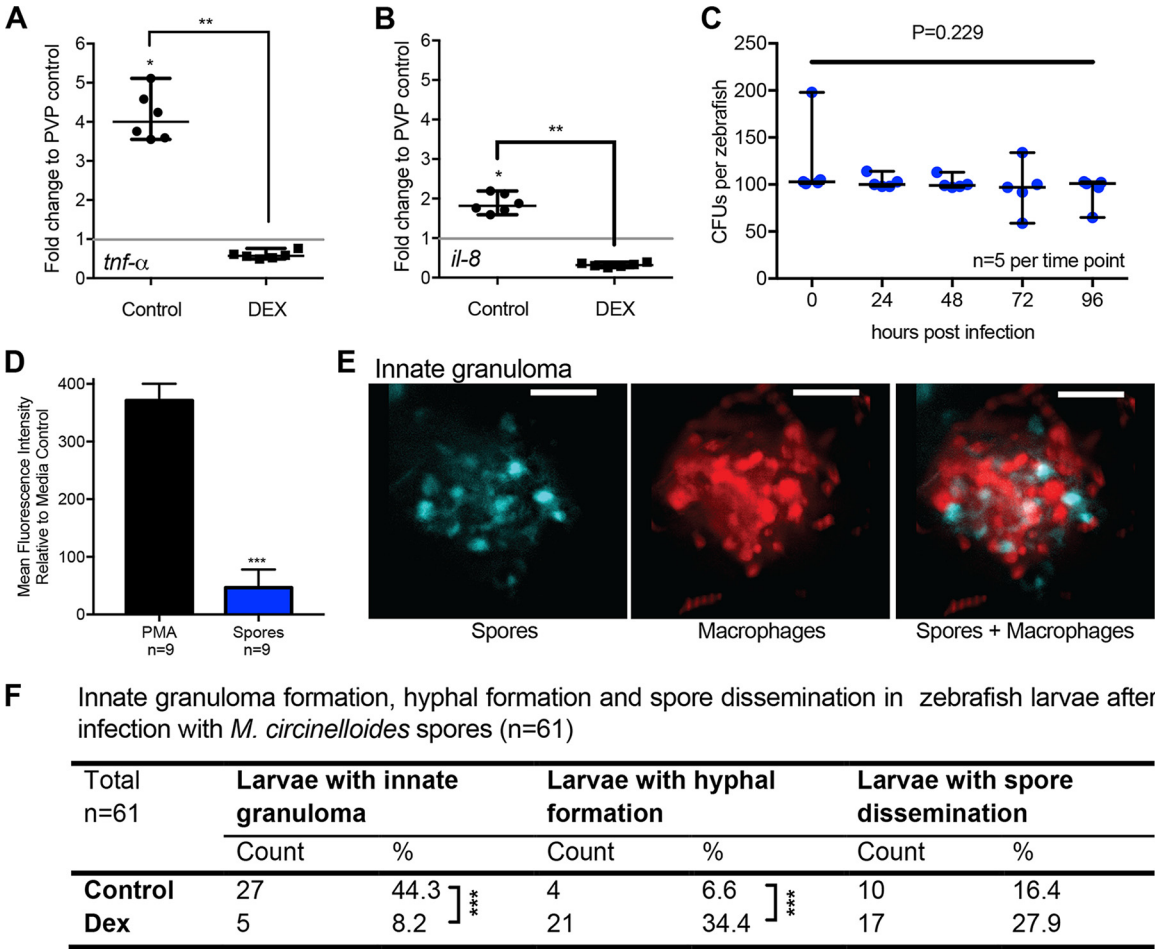 A
Fold change to PVP control
6
5
4
3
2
1
0
**
*
tnf-α
Control
DEX
B
Fold change to PVP control
6
5
4
3
2
1
0
**
*
il-8
Control
DEX
C
P=0.229
CFUs per zebrafish
250
200
150
100
50
0
n=5 per time point
0 24 48 72 96
hours post infection
D
Mean Fluorescence Intensity
Relative to Media Control
400
300
200
100
0
***
PMA Spores
n=9 n=9
E
Innate granuloma
Spores
Macrophages
Spores + Macrophages
F
Innate granuloma formation, hyphal formation and spore dissemination in zebrafish larvae after
infection with M. circinelloides spores (n=61)
Total Larvae with innate Larvae with hyphal Larvae with spore
n=61 granuloma formation dissemination
Count % Count % Count %
Control 27 44.3 4 6.6 10 16.4
*** ***
Dex 5 8.2 21 34.4 17 27.9